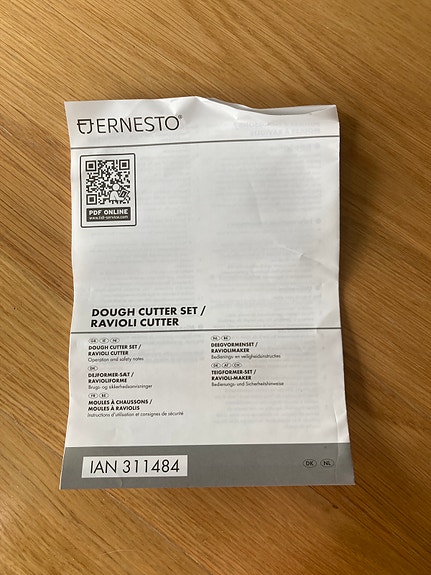 ERNESTO®
PDF ONLINE
www.lidl-service.com
DOUGH CUTTER SET /
RAVIOLI CUTTER
GB IE NI
DOUGH CUTTER SET /
RAVIOLI CUTTER
Operation and safety notes
DK
DEJFORMER-SÆT /
RAVIOLIFORME
Brugs- og sikkerhedsanvisninger
FR BE
MOULES À CHAUSSONS /
MOULES À RAVIOLIS
Instructions d'utilisation et consignes de sécurité
NL BE
DEEGVORMENSET /
RAVIOLIMAKER
Bedienings- en veiligheidsinstructies
DE AT CH
TEIGFORMER-SET /
RAVIOLI-MAKER
Bedienungs- und Sicherheitshinweise
IAN 311484
DK NL